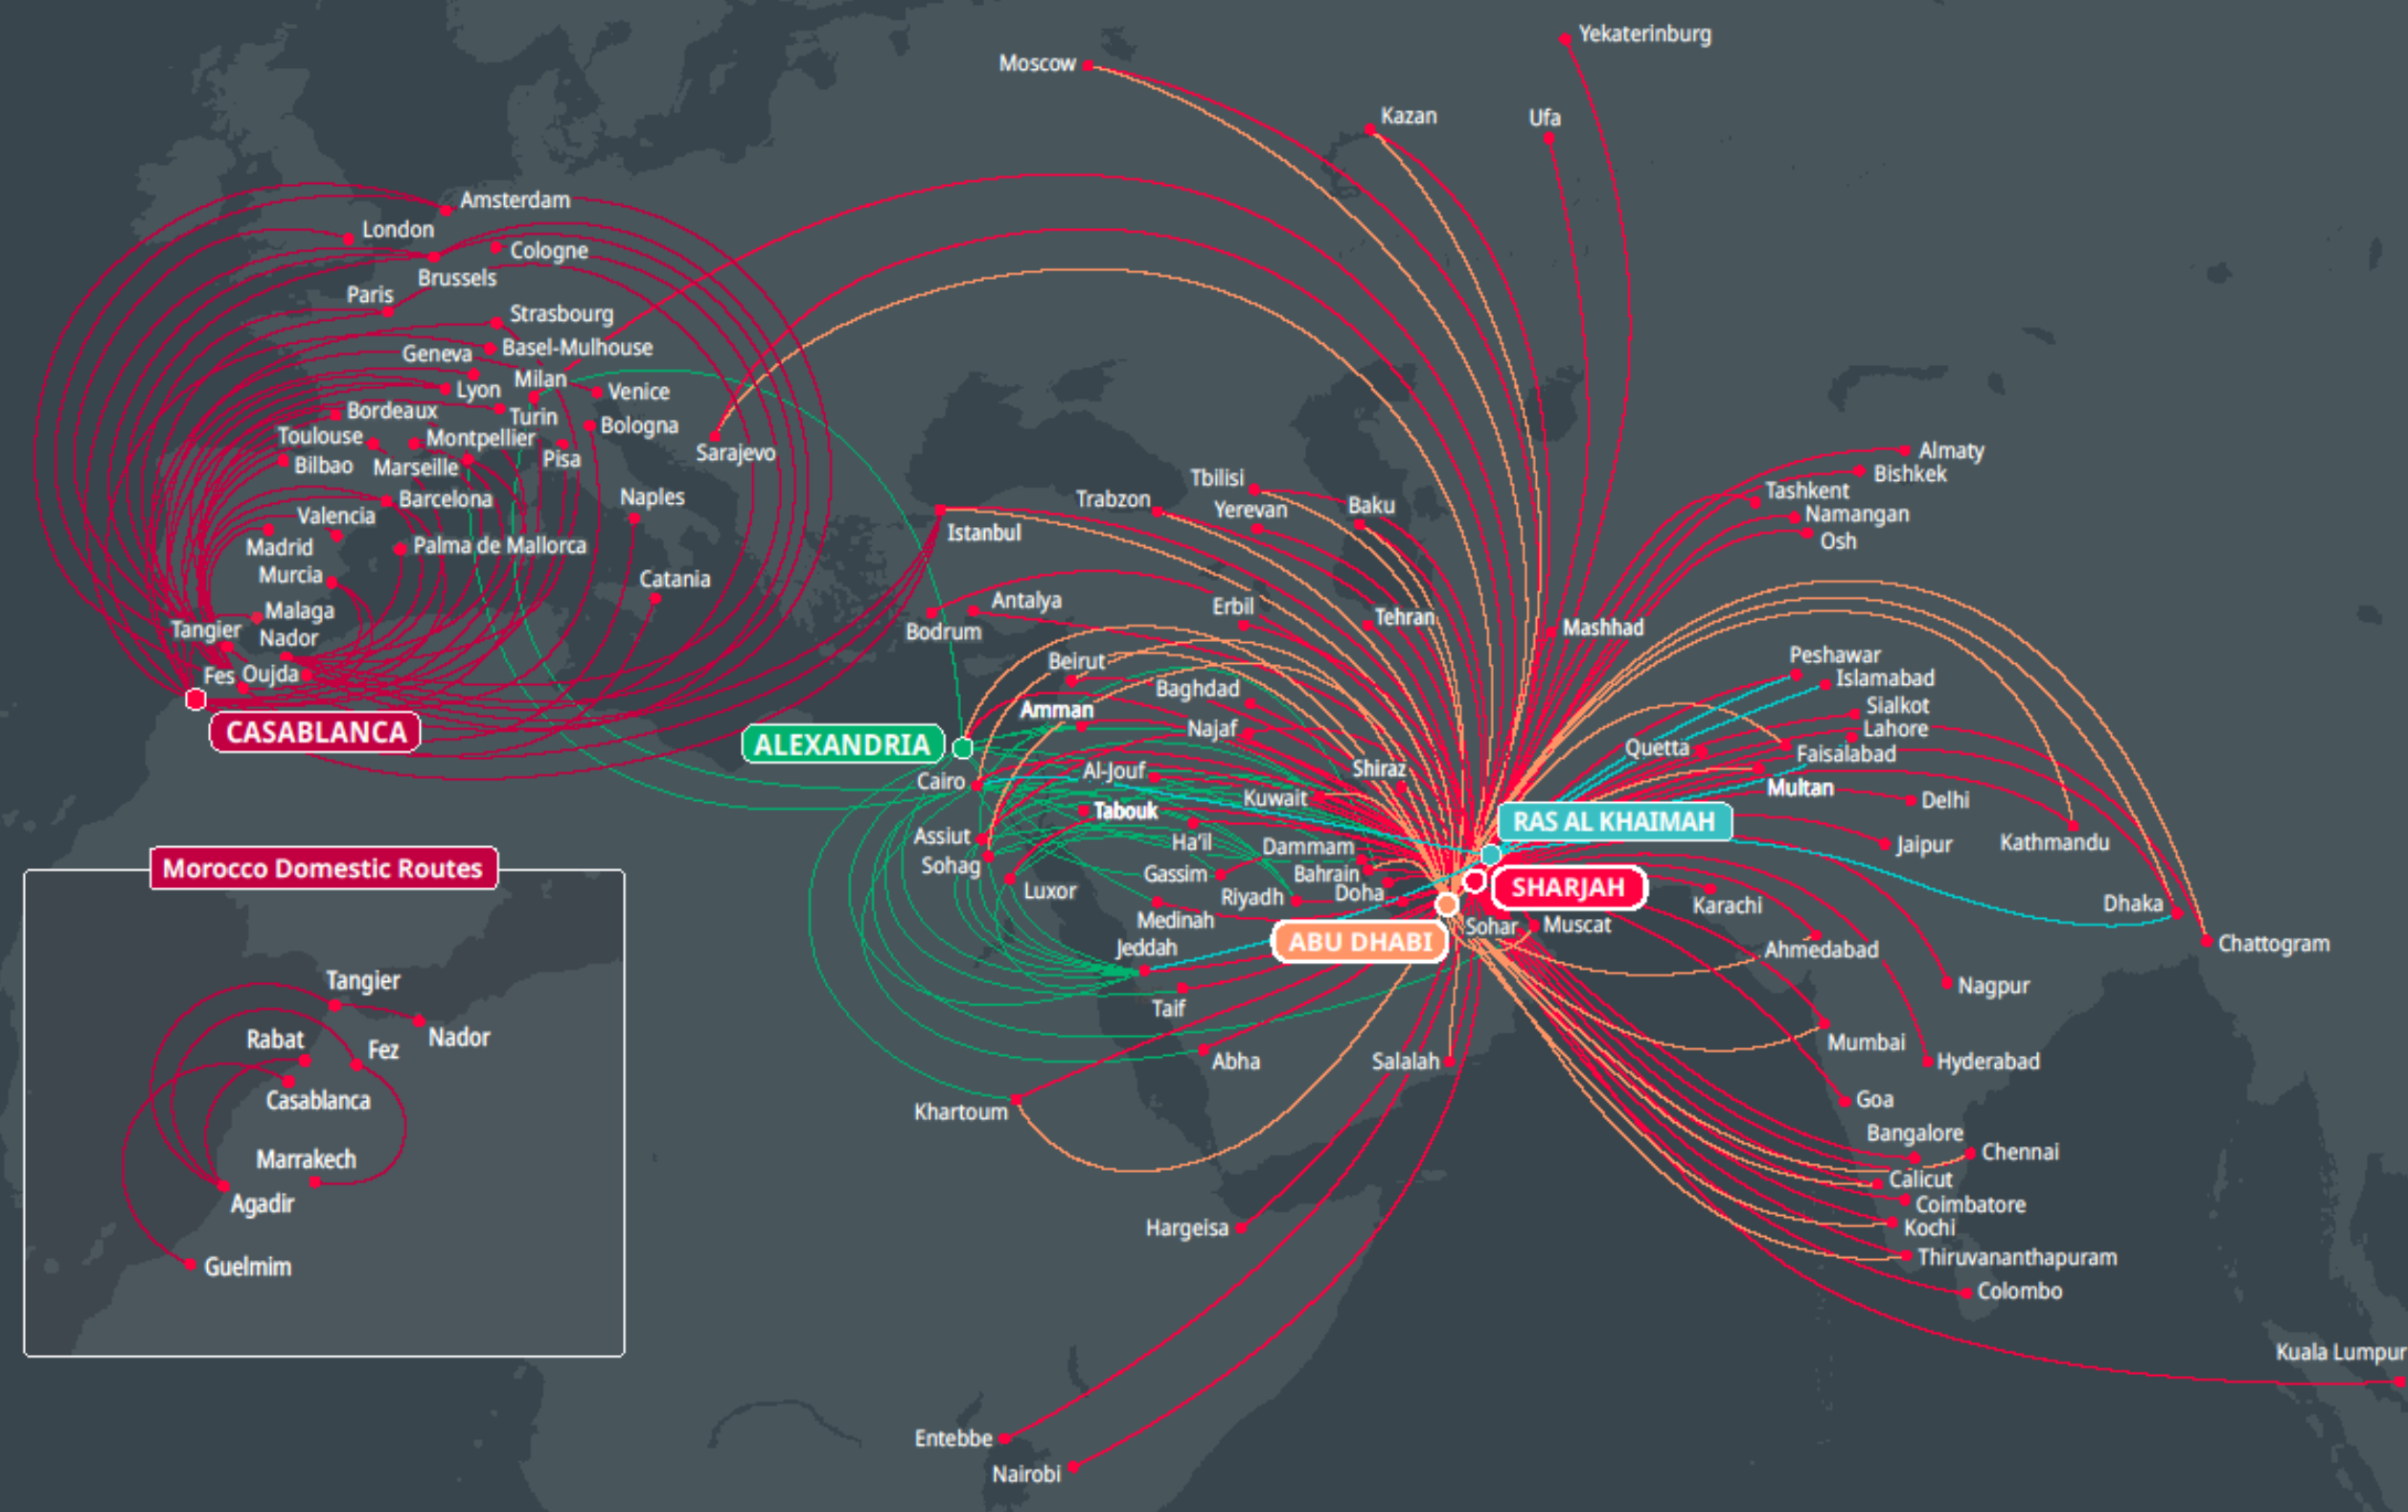 Yekaterinburg
Moscow
Kazan
Ufa
Amsterdam
London
Cologne
Brussels
Paris
Strasbourg
Basel-Mulhouse
Geneva
Milan
Lyon
Venice
Bordeaux
Turin
Bologna
Toulouse
Montpellier
Bilbao
Marseille
Pisa
Sarajevo
Almaty
Bishkek
Tbilisi
Tashkent
Barcelona
Naples
Trabzon
Yerevan
Baku
Namangan
Valencia
Istanbul
Osh
Madrid
Palma de Mallorca
Murcia
Catania
Malaga
Antalya
Erbil
Tehran
Mashhad
Tangier
Nador
Bodrum
Fes
Oujda
Beirut
Peshawar
Islamabad
Baghdad
Sialkot
Amman
Lahore
CASABLANCA
ALEXANDRIA
Najaf
Quetta
Faisalabad
Cairo
Al-Jouf
Shiraz
Kuwait
Multan
Delhi
Tabouk
RAS AL KHAIMAH
Assiut
Ha'il
Dammam
Jaipur
Kathmandu
Sohag
Gassim
Bahrain
SHARJAH
Luxor
Riyadh
Doha
Karachi
Dhaka
Medinah
Sohar
Muscat
Jeddah
ABU DHABI
Ahmedabad
Chattogram
Taif
Nagpur
Abha
Salalah
Mumbai
Hyderabad
Khartoum
Goa
Bangalore
Chennai
Calicut
Coimbatore
Hargeisa
Kochi
Thiruvananthapuram
Colombo
Kuala Lumpur
Entebbe
Nairobi
Morocco Domestic Routes
Tangier
Rabat
Nador
Fez
Casablanca
Marrakech
Agadir
Guelmim